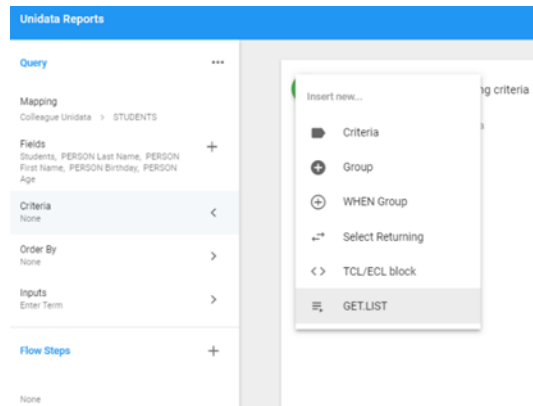 Unidata Reports
Query
Mapping
Colleague Unidata > STUDENTS
Fields
Students, PERSON Last Name, PERSON
First Name, PERSON Birthday, PERSON
Age
Criteria
None
Order By
None
Inputs
Enter Term
Flow Steps
None
ng criteria
Insert new...
Criteria
Group
WHEN Group
Select Returning
TCL/ECL block
GET.LIST